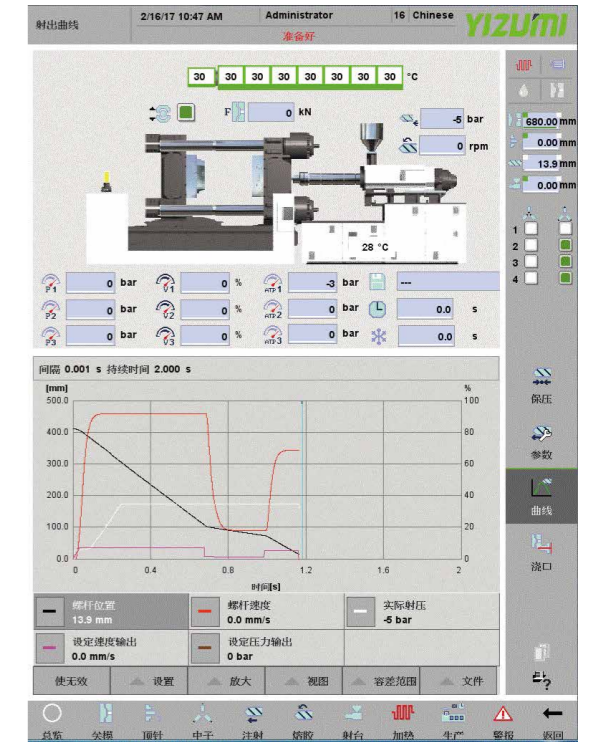 射出曲线
2/16/17 10:47 AM
Administrator
16 Chinese
YIZUMI
准备好
30 30 30 30 30 30 30 30 °C
F 0 kN
-5 bar
0 rpm
680.00 mm
0.00 mm
13.9 mm
0.00 mm
28 °C
1
2
3
4
P1 0 bar V1 0 % ATP1 -3 bar ---
P2 0 bar V2 0 % ATP2 0 bar 0.0 s
P3 0 bar V3 0 % ATP3 0 bar 0.0 s
间隔 0.001 s 持续时间 2.000 s
[mm] %
500.0 100
400.0 80
300.0 60
200.0 40
100.0 20
0.0 0
0 0.4 0.8 1.2 1.6 2
时间[s]
保压
参数
曲线
浇口
螺杆位置
13.9 mm
螺杆速度
0.0 mm/s
实际射压
-5 bar
设定速度输出
0.0 mm/s
设定压力输出
0 bar
使无效 设置 放大 视图 容差范围 文件
?
总览 关模 顶针 中子 注射 熔胶 射台 加热 生产 警报 返回